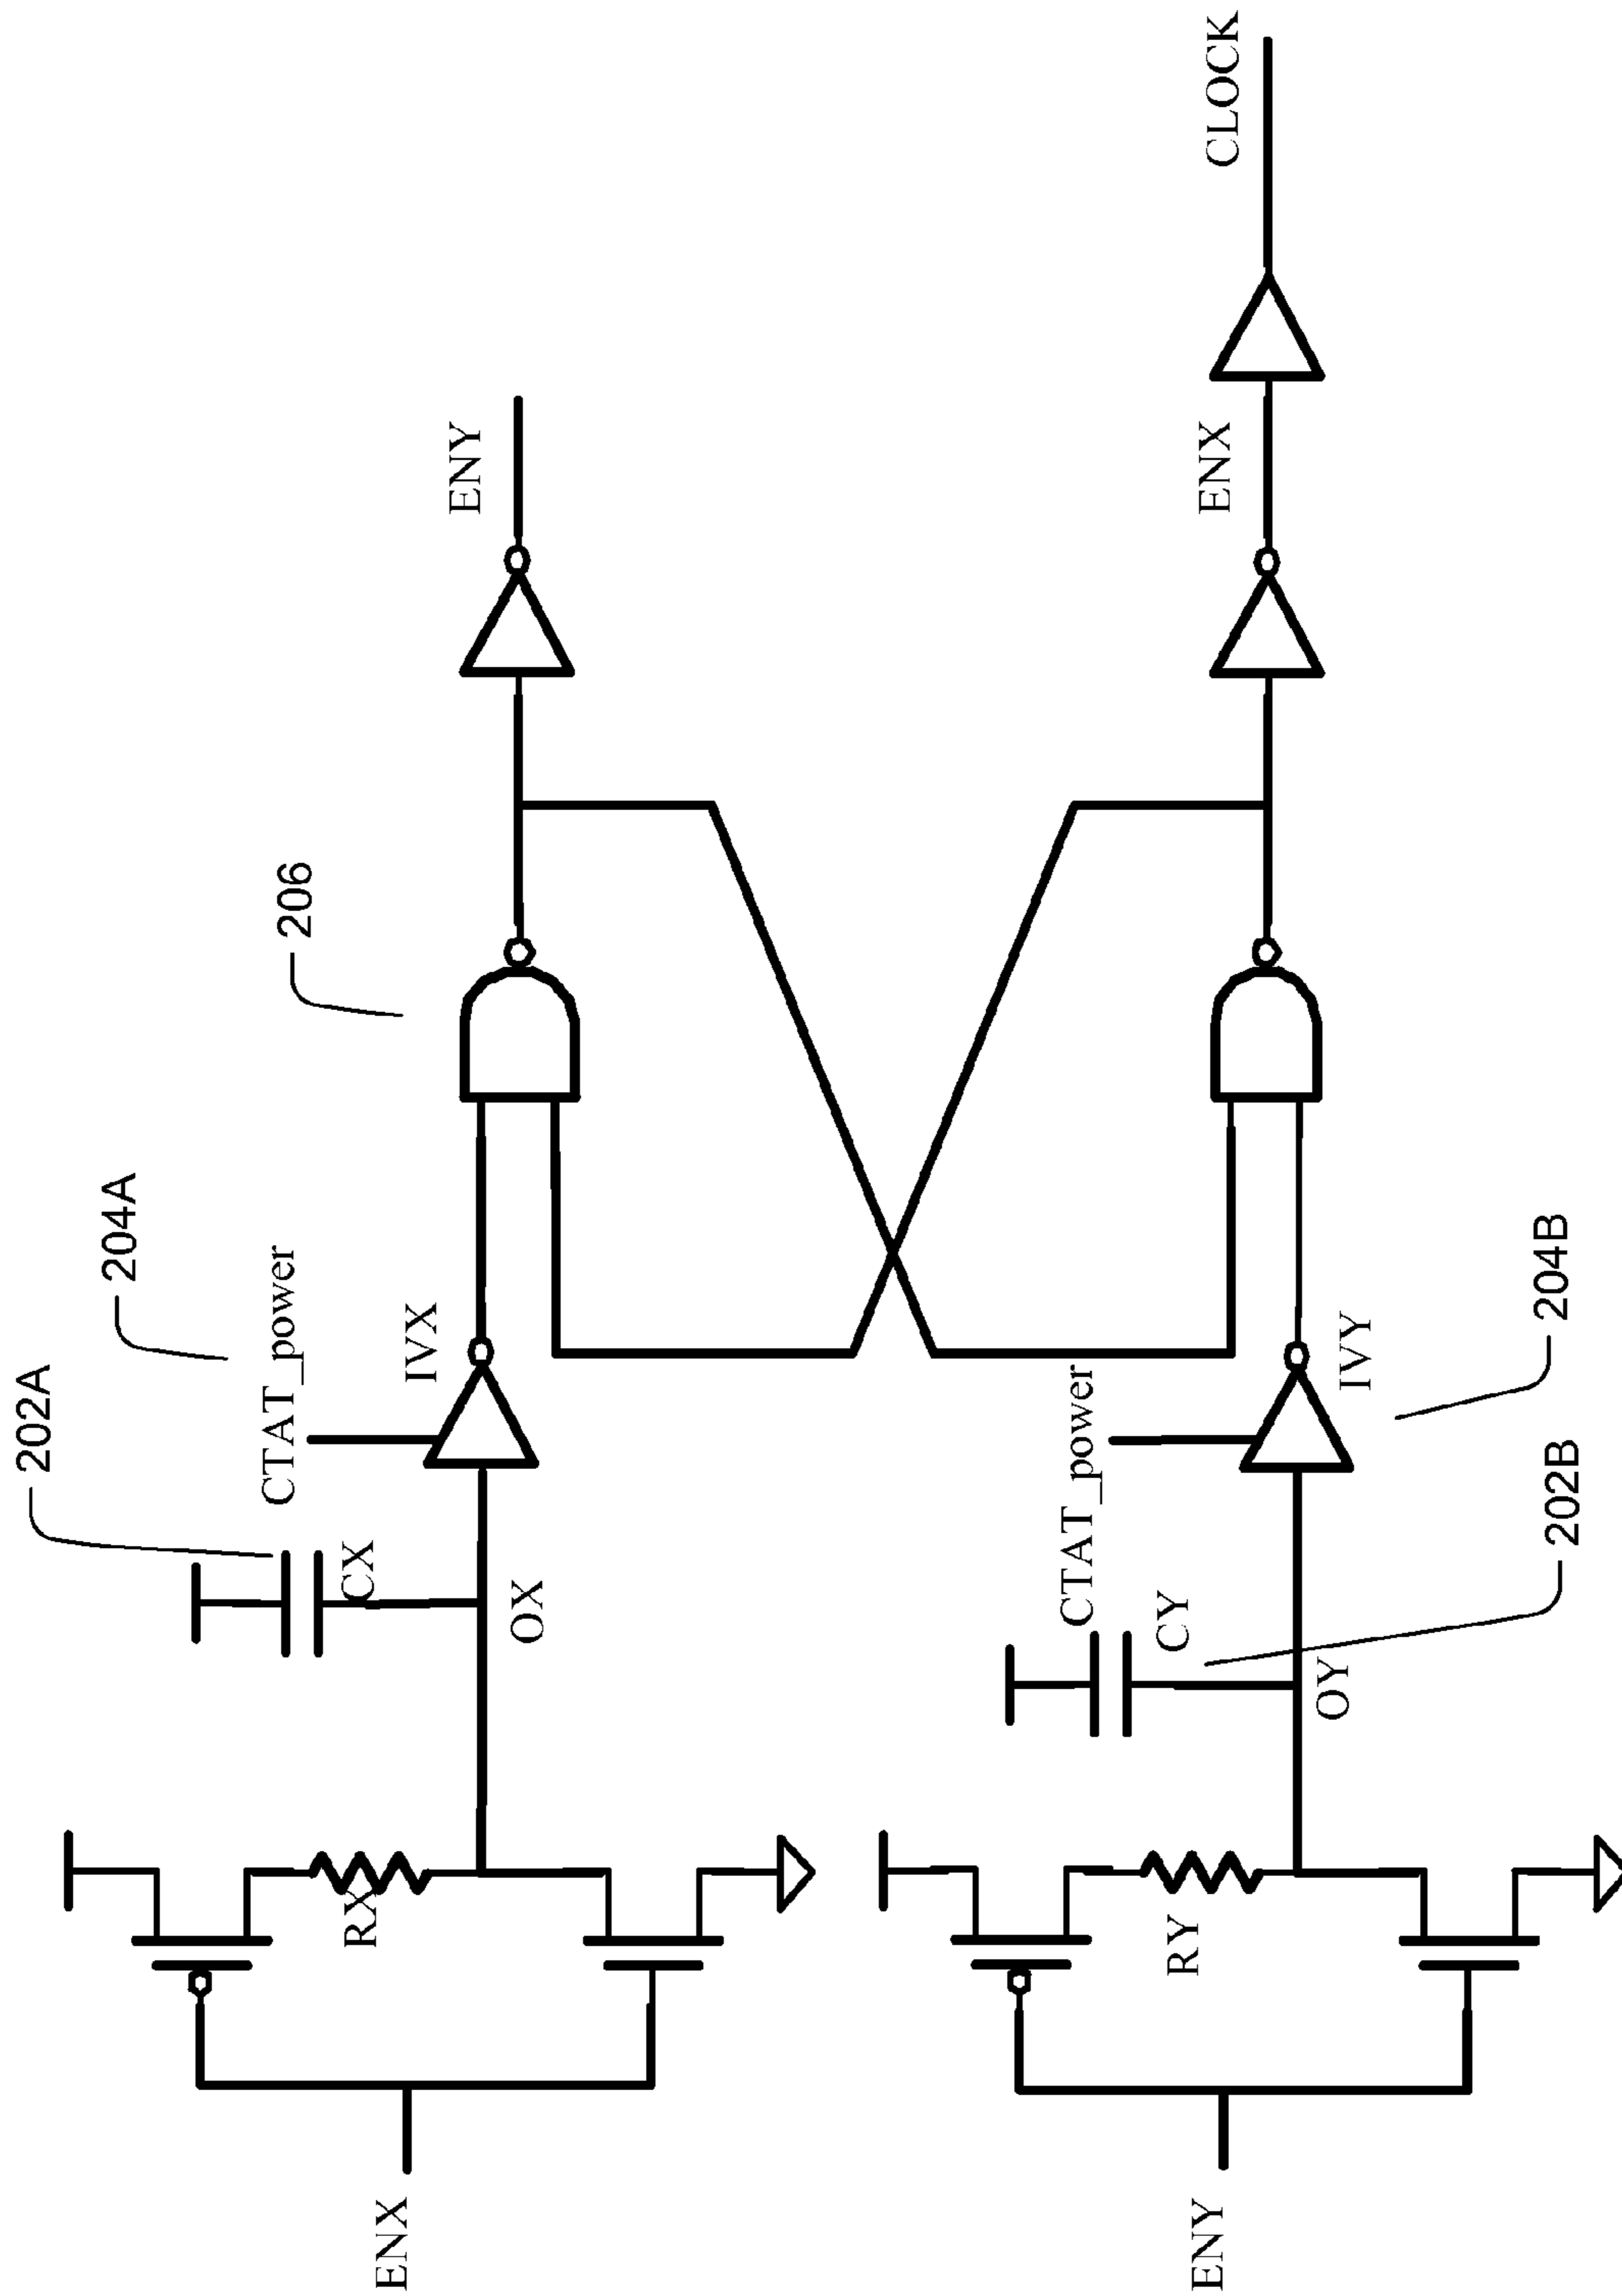 202A
204A
206
CTAT_power
CX
IVX
ENY
RX
OX
ENX
CTAT_power
CY
ENX
CLOCK
RY
OY
IVY
ENY
202B
204B